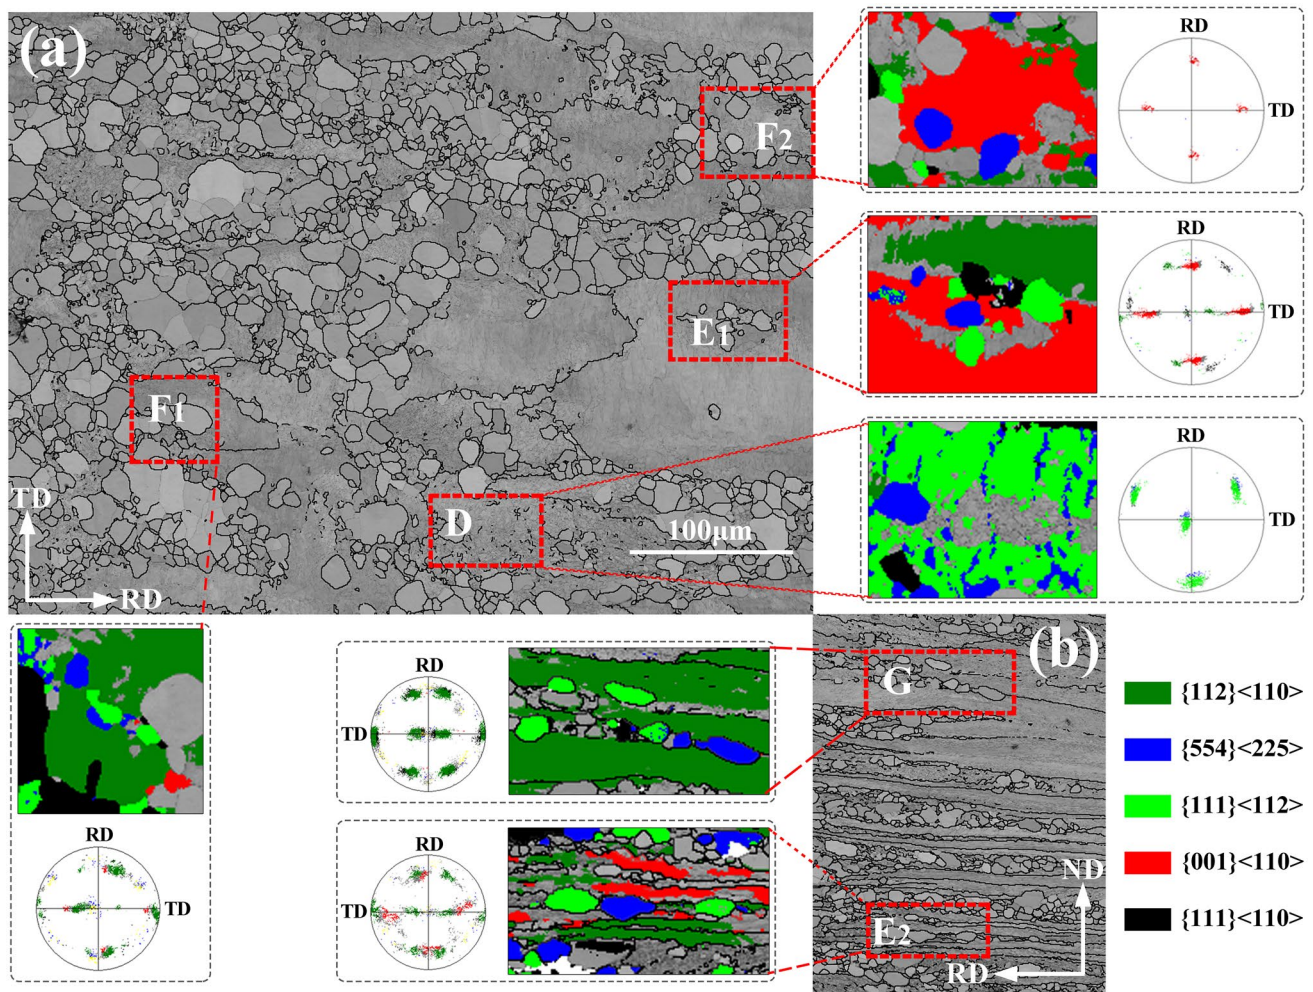 (a)
F2
E1
F1
D
100μm
TD
RD
RD
TD
RD
TD
RD
TD
RD
TD
RD
TD
RD
TD
(b)
G
E2
ND
RD
{112}<110>
{554}<225>
{111}<112>
{001}<110>
{111}<110>